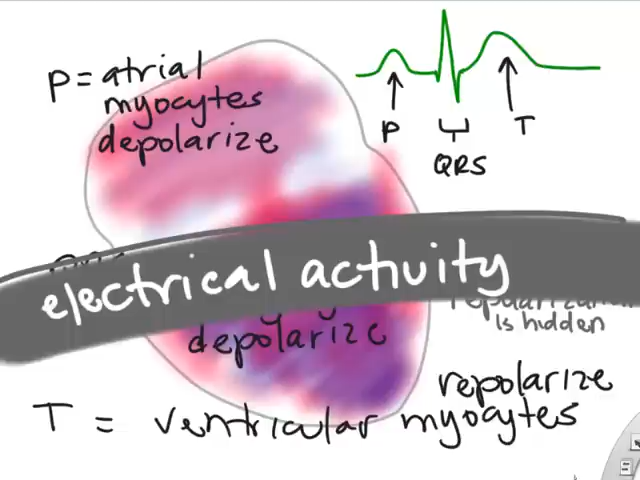 p = atrial
myocytes
depolarize
P
QRS
T
electrical activity
depolarize
is hidden
repolarize
T = ventricular myocytes